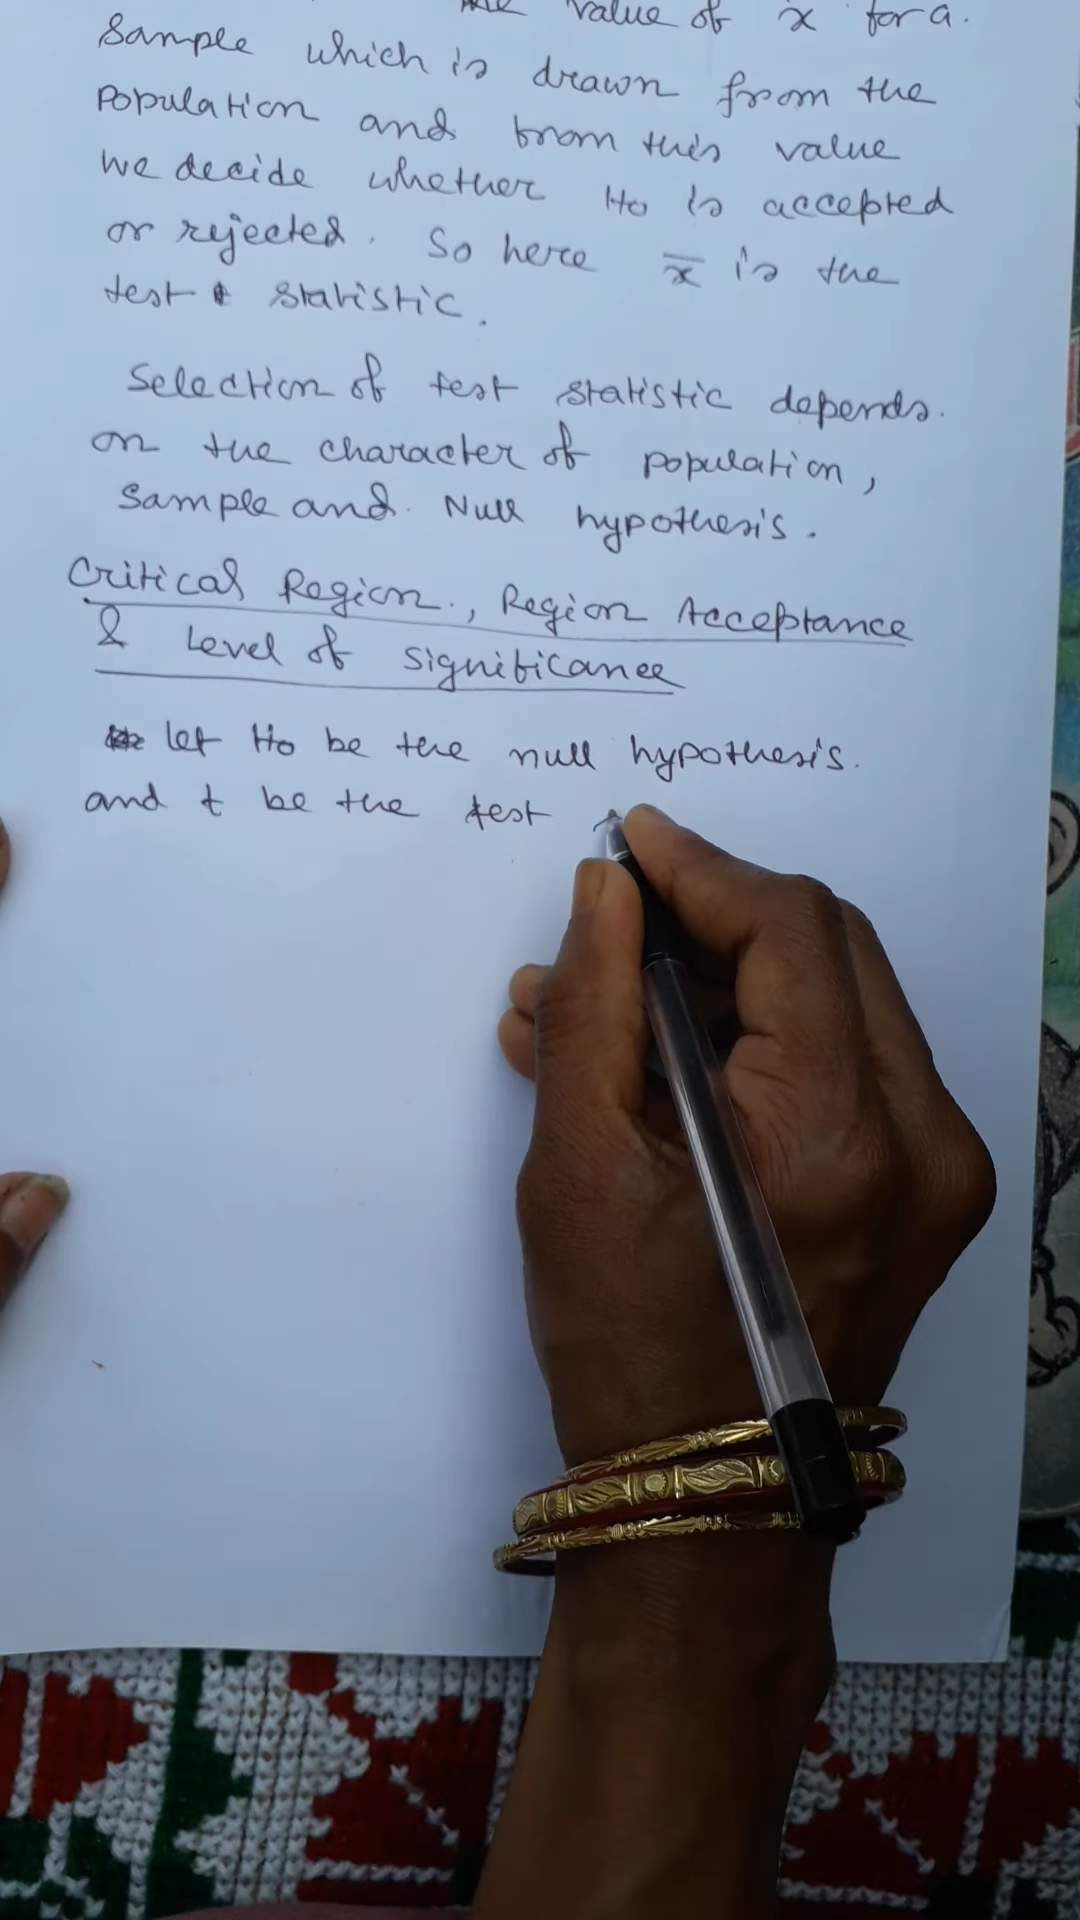 the value of x̄ for a.
Sample which is drawn from the
population and from this value
we decide whether Ho is accepted
or rejected. So here x̄ is the
test statistic.
Selection of test statistic depends.
on the character of population,
Sample and. Null hypothesis.
Critical Region., Region Acceptance
& Level of significance
let Ho be the null hypothesis.
and t be the test